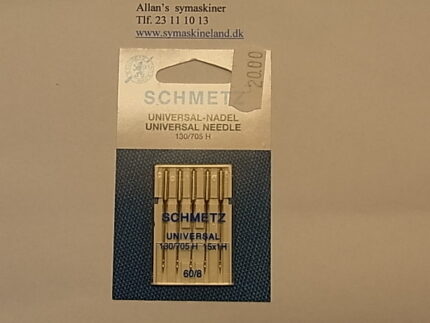 Allan's symaskiner
Tlf. 23 11 10 13
www.symaskineland.dk
20.00
SCHMETZ
UNIVERSAL-NADEL
UNIVERSAL NEEDLE
130/705 H
SCHMETZ
UNIVERSAL
130/705 H 15x1H
60/8